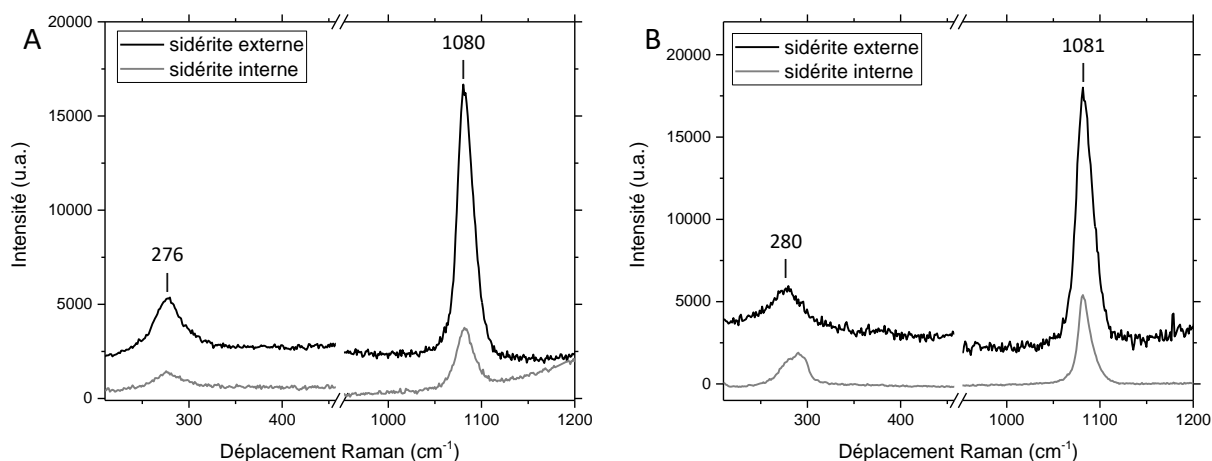 A
sidérite externe
sidérite interne
1080
276
20000
15000
10000
5000
0
Intensité (u.a.)
300
400
1000
1100
1200
Déplacement Raman (cm-1)
B
sidérite externe
sidérite interne
1081
280
20000
15000
10000
5000
0
Intensité (u.a.)
300
400
1000
1100
1200
Déplacement Raman (cm-1)